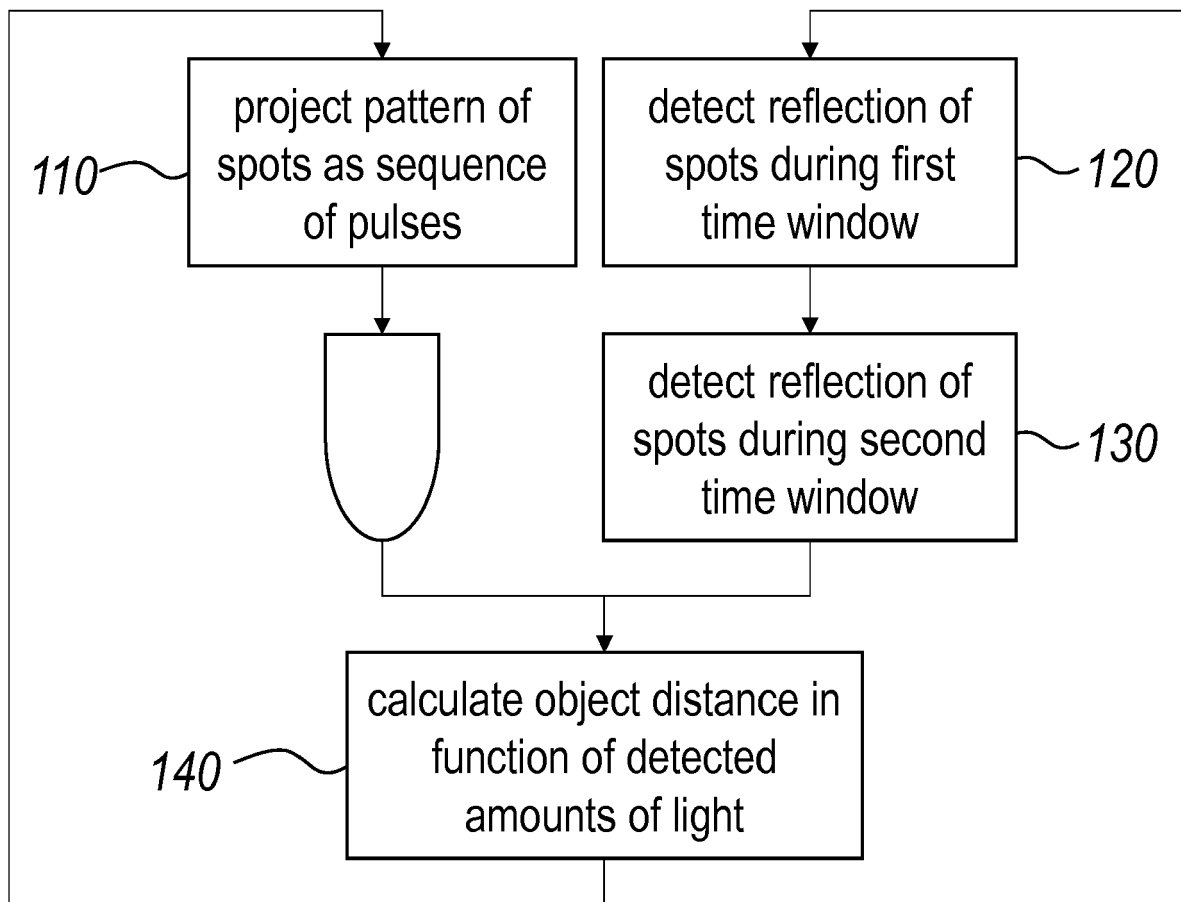 project pattern of
spots as sequence
of pulses
110
detect reflection of
spots during first
time window
120
detect reflection of
spots during second
time window
130
calculate object distance in
function of detected
amounts of light
140